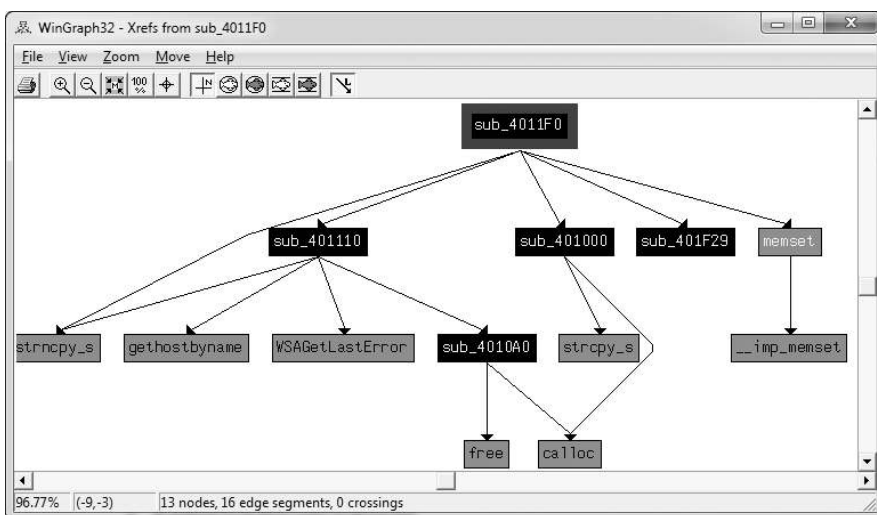 WinGraph32 - Xrefs from sub_4011F0
File View Zoom Move Help
100 %
N
sub_4011F0
sub_401110 sub_401000 sub_401F29 memset
strncpy_s gethostbyname WSAGetLastError sub_4010A0 strcpy_s __imp_memset
free calloc
96.77% (-9,-3) 13 nodes, 16 edge segments, 0 crossings